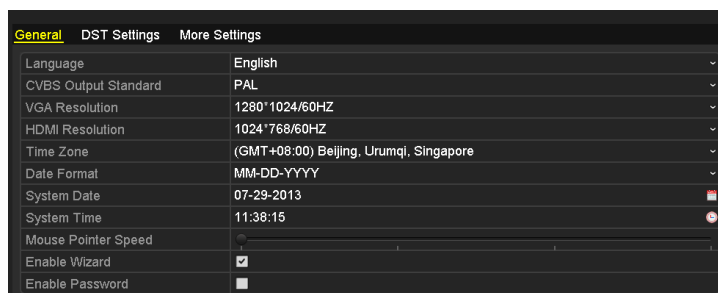 General DST Settings More Settings
Language English
CVBS Output Standard PAL
VGA Resolution 1280*1024/60HZ
HDMI Resolution 1024*768/60HZ
Time Zone (GMT+08:00) Beijing, Urumqi, Singapore
Date Format MM-DD-YYYY
System Date 07-29-2013
System Time 11:38:15
Mouse Pointer Speed
Enable Wizard
Enable Password